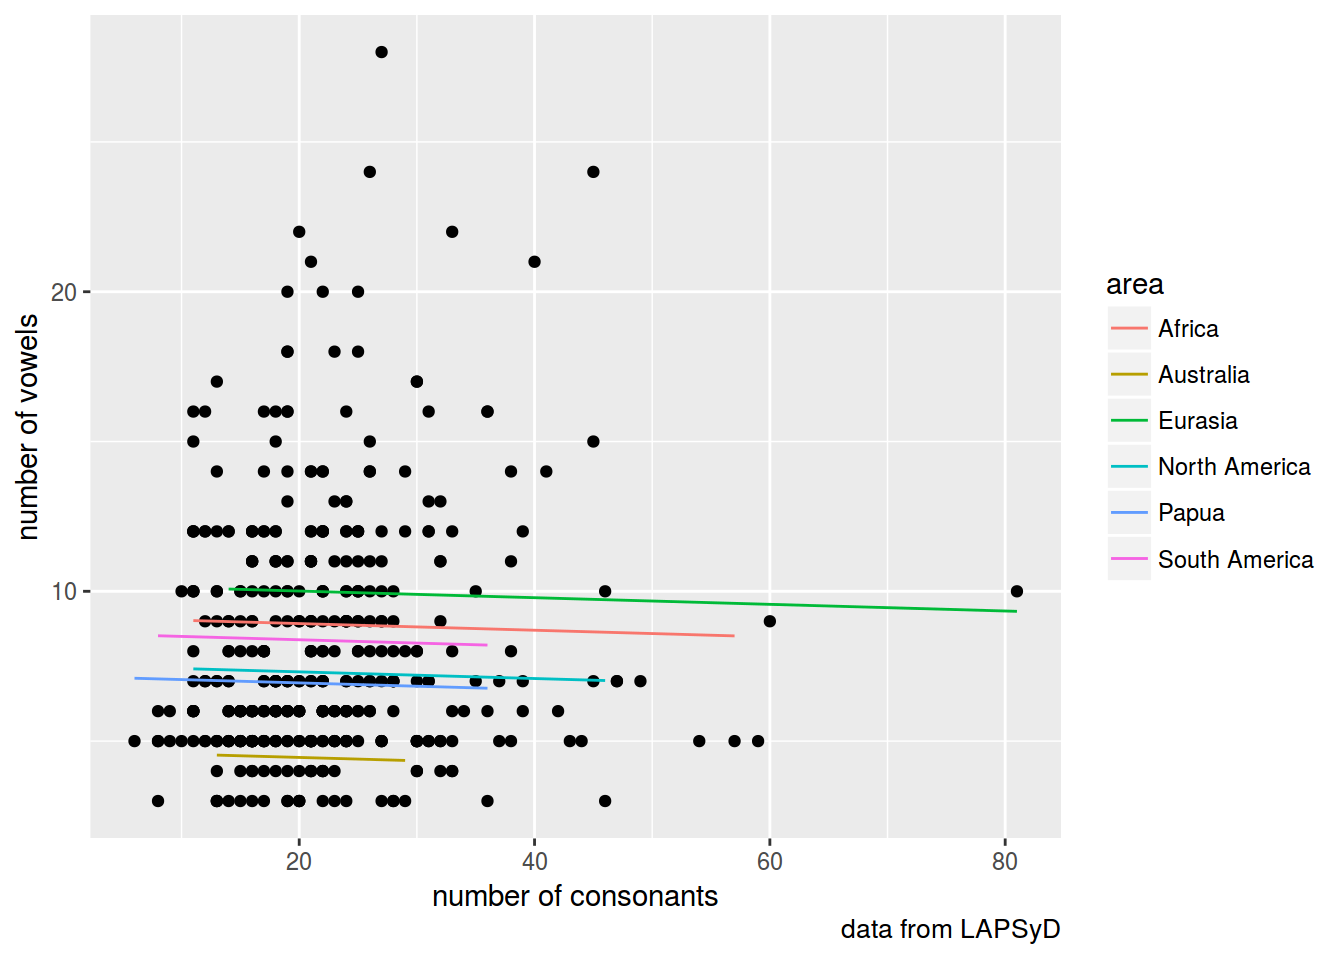 number of vowels
20
10
20 40 60 80
number of consonants
data from LAPSyD
area
Africa
Australia
Eurasia
North America
Papua
South America